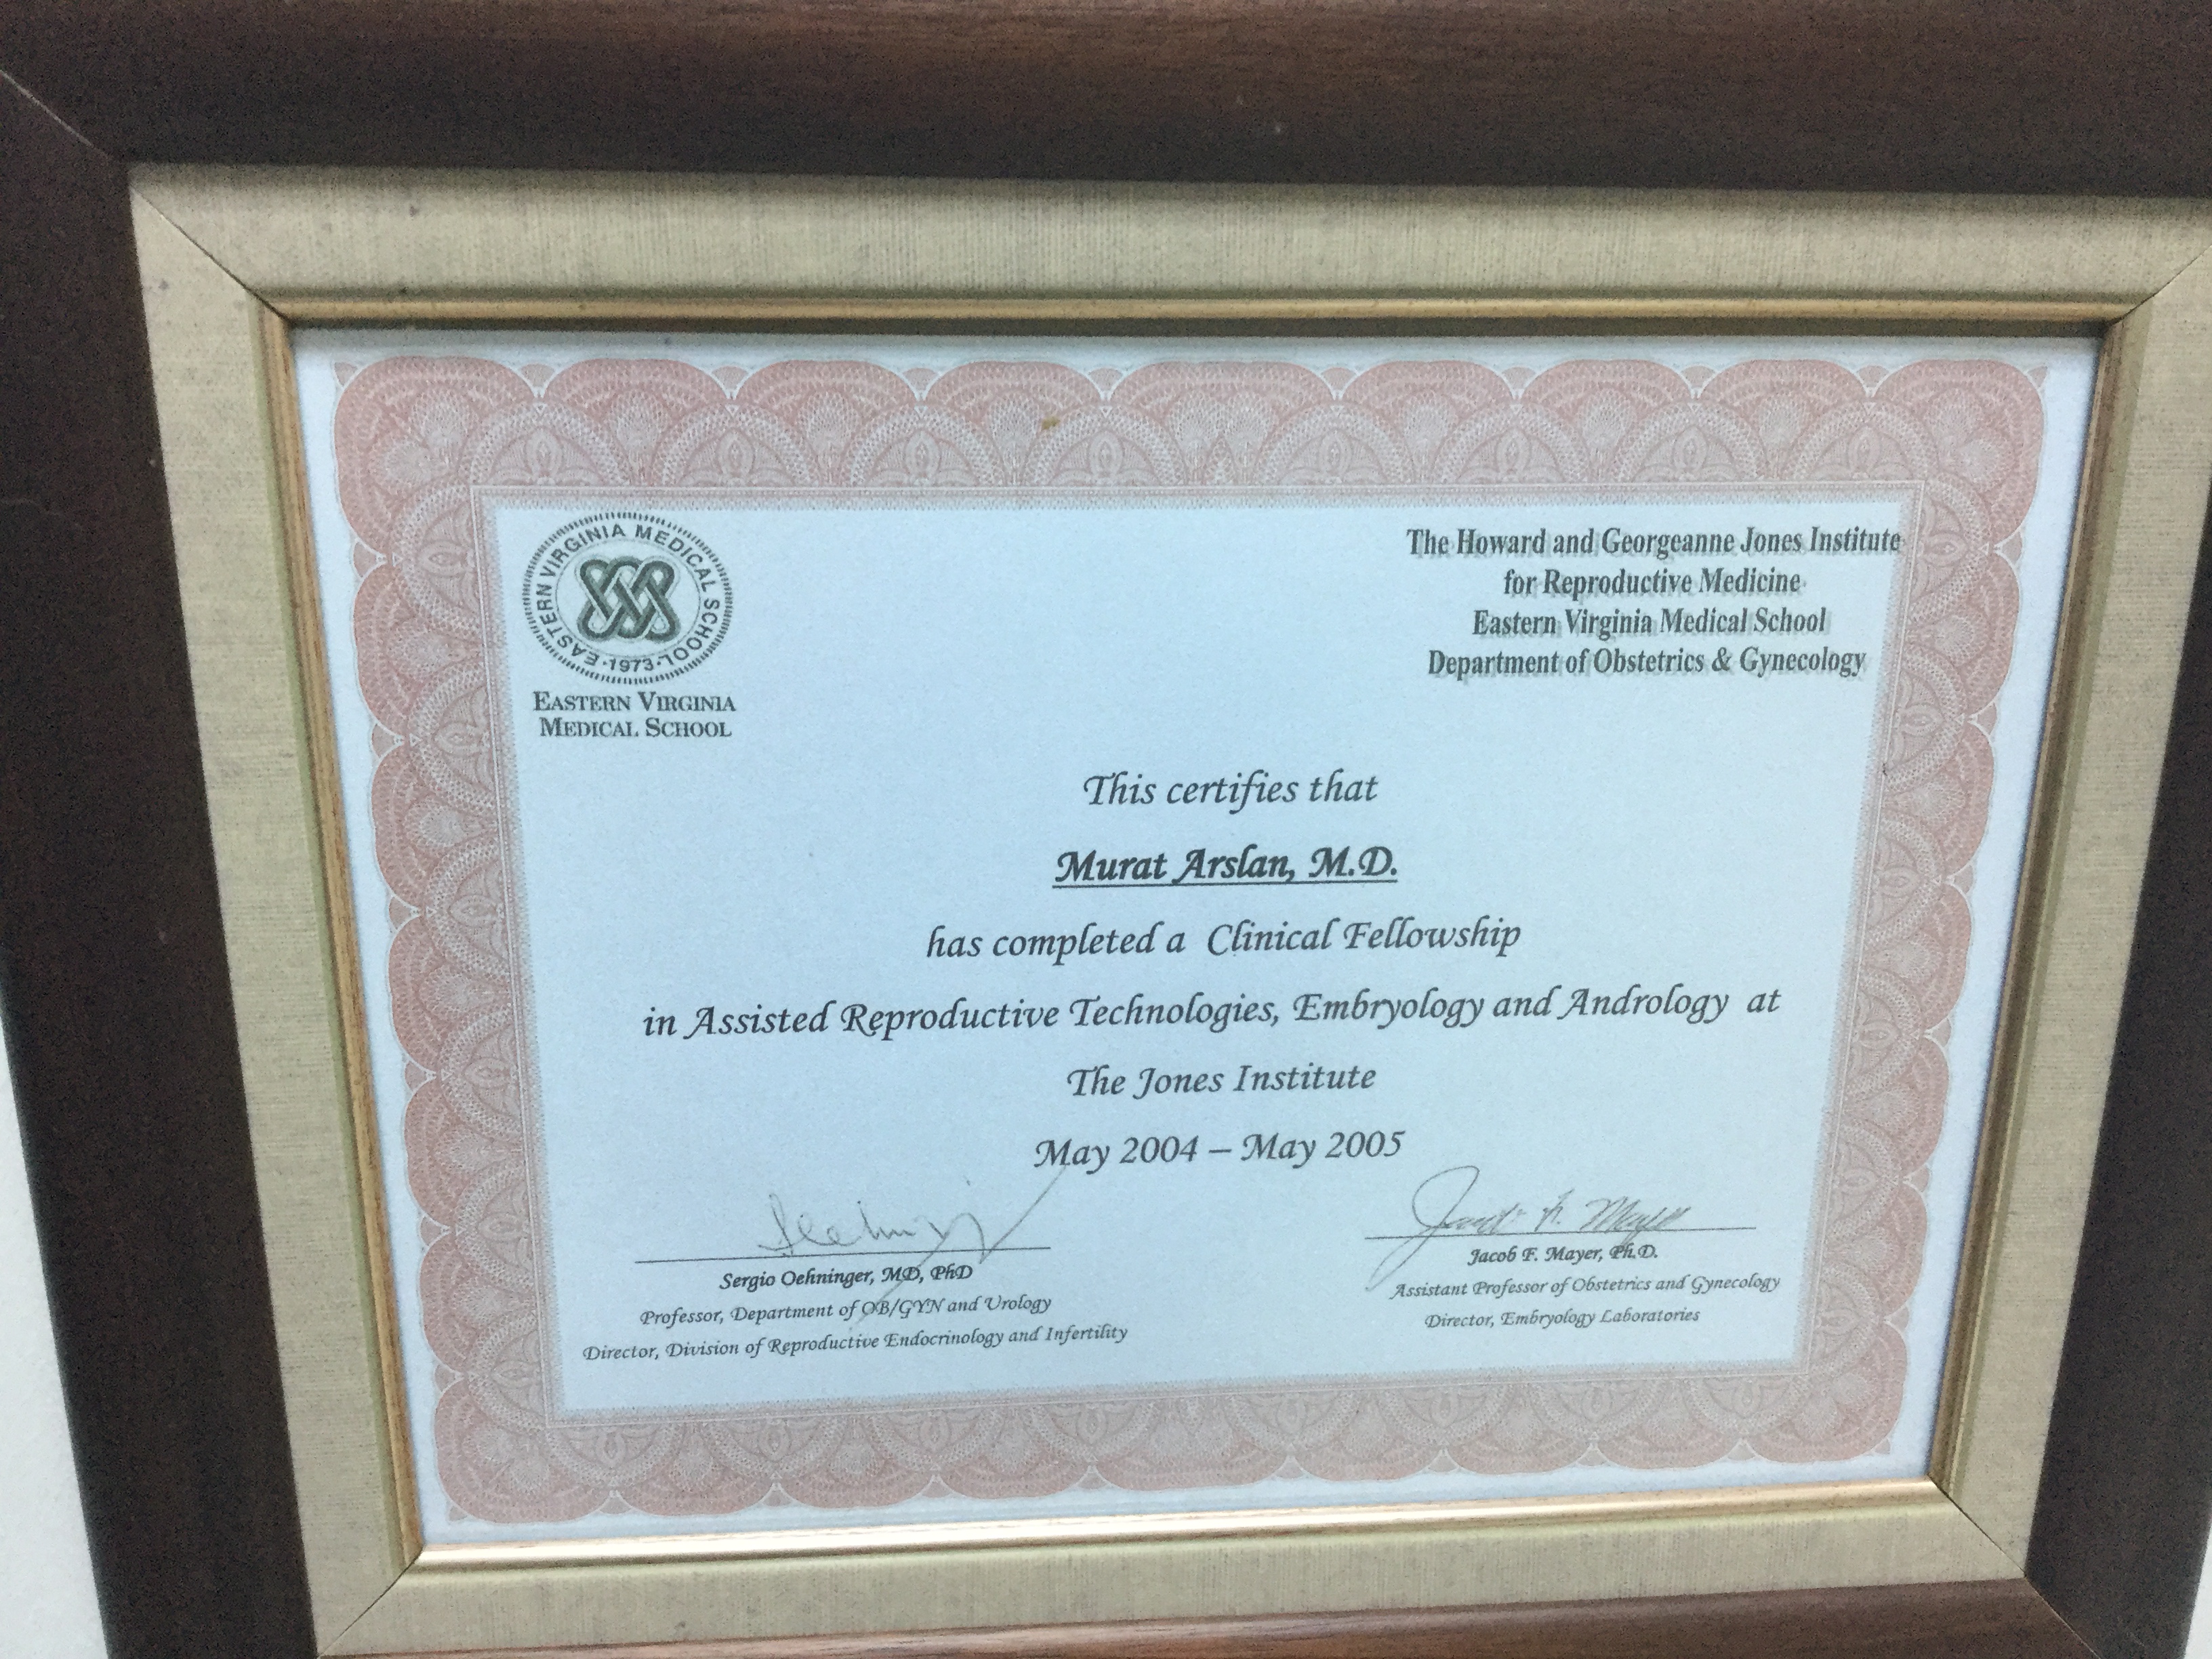 EASTERN VIRGINIA MEDICAL SCHOOL
·1973·
EASTERN VIRGINIA
MEDICAL SCHOOL
The Howard and Georgeanne Jones Institute
for Reproductive Medicine
Eastern Virginia Medical School
Department of Obstetrics & Gynecology
This certifies that
Murat Arslan, M.D.
has completed a Clinical Fellowship
in Assisted Reproductive Technologies, Embryology and Andrology at
The Jones Institute
May 2004 – May 2005
Sergio Oehninger, MD, PhD
Professor, Department of OB/GYN and Urology
Director, Division of Reproductive Endocrinology and Infertility
Jacob F. Mayer
Jacob F. Mayer, Ph.D.
Assistant Professor of Obstetrics and Gynecology
Director, Embryology Laboratories